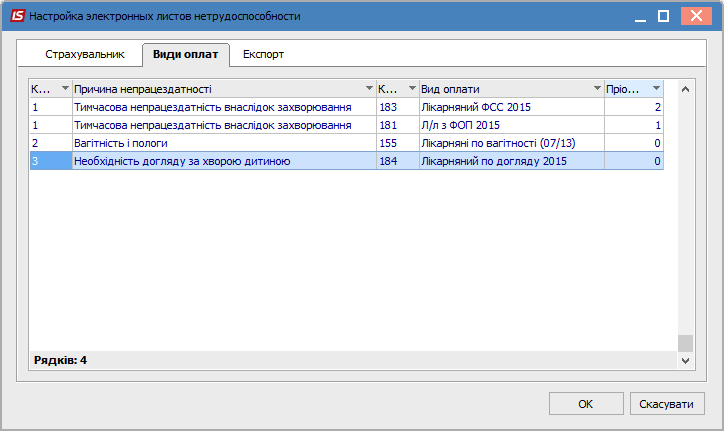 IS Настройка электронных листов нетрудоспособности
Страхувальник Види оплат Експорт
К... Причина непрацездатності К... Вид оплати Пріо...
1 Тимчасова непрацездатність внаслідок захворювання 183 Лікарняний ФСС 2015 2
1 Тимчасова непрацездатність внаслідок захворювання 181 Л/л з ФОП 2015 1
2 Вагітність і пологи 155 Лікарняні по вагітності (07/13) 0
3 Необхідність догляду за хворою дитиною 184 Лікарняний по догляду 2015 0
Рядків: 4
OK Скасувати